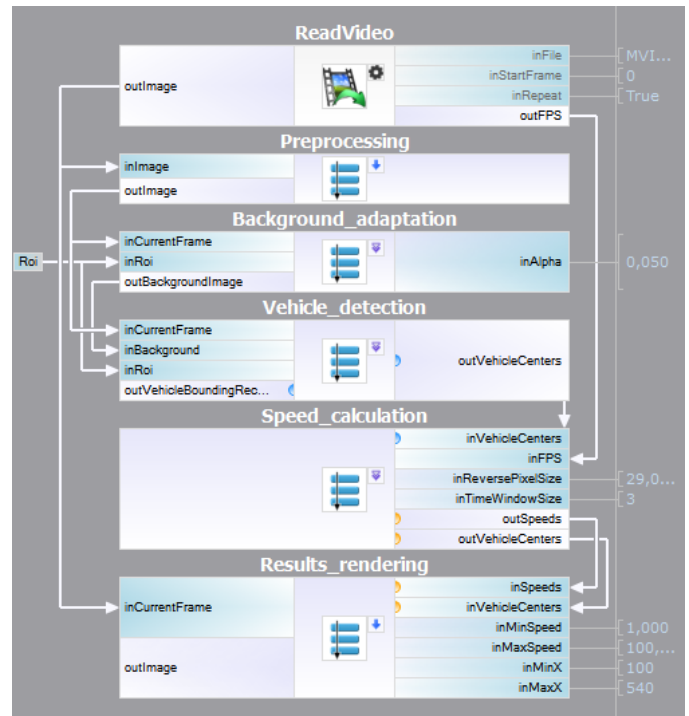 ReadVideo
outImage
inFile [MVI...
inStartFrame [0
inRepeat [True
outFPS
Preprocessing
inImage
outImage
Background_adaptation
Roi
inCurrentFrame
inRoi
outBackgroundImage
inAlpha 0,050
Vehicle_detection
inCurrentFrame
inBackground
inRoi
outVehicleBoundingRec...
outVehicleCenters
Speed_calculation
inVehicleCenters
inFPS
inReversePixelSize [29,0...
inTimeWindowSize [3
outSpeeds
outVehicleCenters
Results_rendering
inCurrentFrame
outImage
inSpeeds
inVehicleCenters
inMinSpeed [1,000
inMaxSpeed [100,...
inMinX [100
inMaxX [540